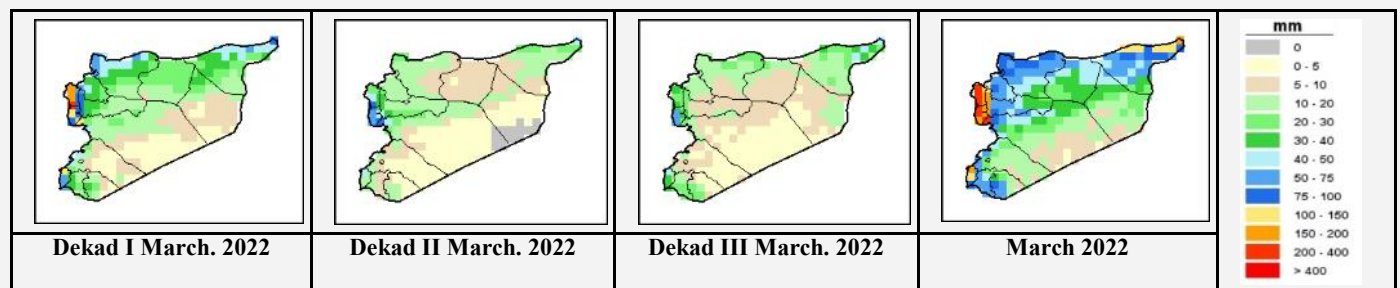 mm
0
0 - 5
5 - 10
10 - 20
20 - 30
30 - 40
40 - 50
50 - 75
75 - 100
100 - 150
150 - 200
200 - 400
> 400
Dekad I March. 2022
Dekad II March. 2022
Dekad III March. 2022
March 2022